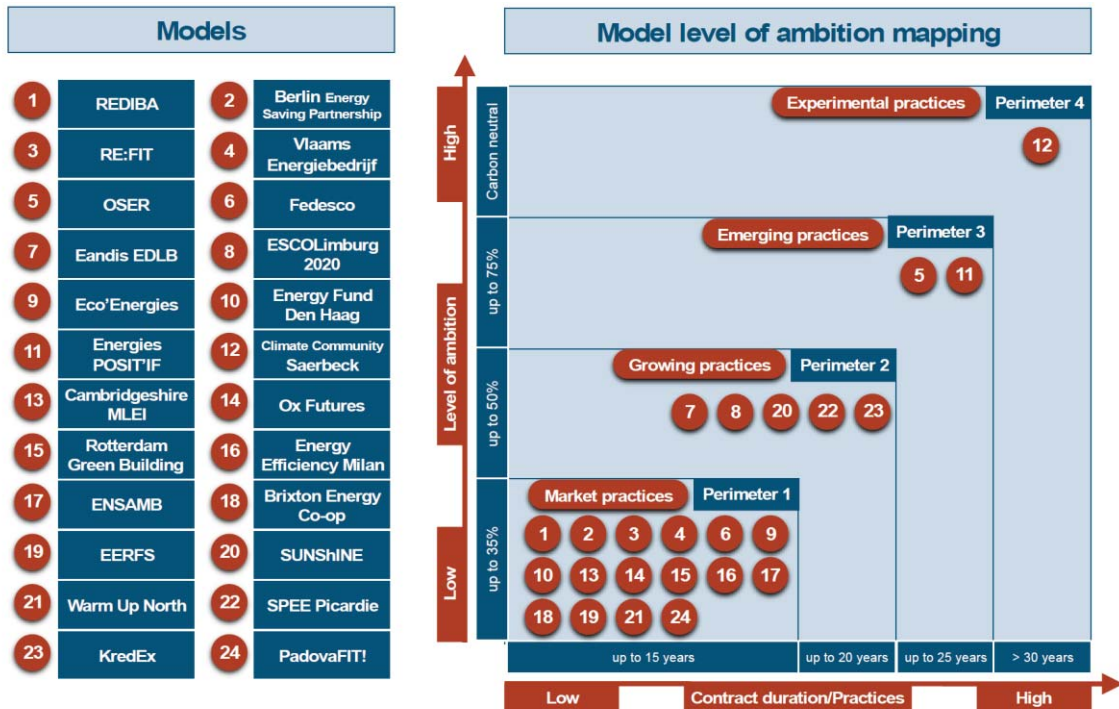 Models
1
REDIBA
2
Berlin Energy
Saving Partnership
3
RE:FIT
4
Vlaams
Energiebedrijf
5
OSER
6
Fedesco
7
Eandis EDLB
8
ESCOLimburg
2020
9
Eco'Energies
10
Energy Fund
Den Haag
11
Energies
POSIT'IF
12
Climate Community
Saerbeck
13
Cambridgeshire
MLEI
14
Ox Futures
15
Rotterdam
Green Building
16
Energy
Efficiency Milan
17
ENSAMB
18
Brixton Energy
Co-op
19
EERFS
20
SUNShINE
21
Warm Up North
22
SPEE Picardie
23
KredEx
24
PadovaFIT!
Model level of ambition mapping
High
Level of ambition
Low
Carbon neutral
up to 75%
up to 50%
up to 35%
Experimental practices
Perimeter 4
12
Emerging practices
Perimeter 3
5 11
Growing practices
Perimeter 2
7 8 20 22 23
Market practices
Perimeter 1
1 2 3 4 6 9
10 13 14 15 16 17
18 19 21 24
up to 15 years
up to 20 years
up to 25 years
> 30 years
Low
Contract duration/Practices
High